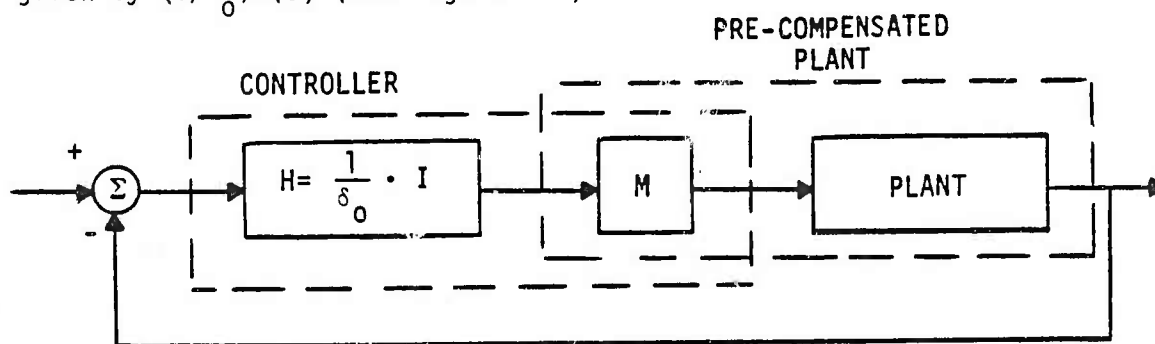 PRE-COMPENSATED
PLANT
CONTROLLER
+
Σ
-
H= 1/δ₀ · I
M
PLANT